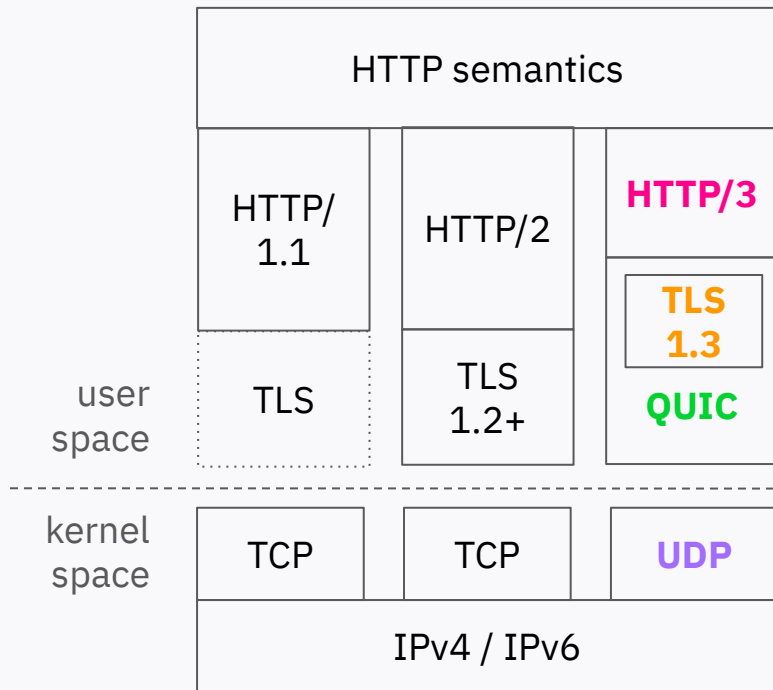 HTTP semantics
HTTP/
1.1
HTTP/2
HTTP/3
TLS
1.3
QUIC
TLS
TLS
1.2+
user
space
kernel
space
TCP
TCP
UDP
IPv4 / IPv6